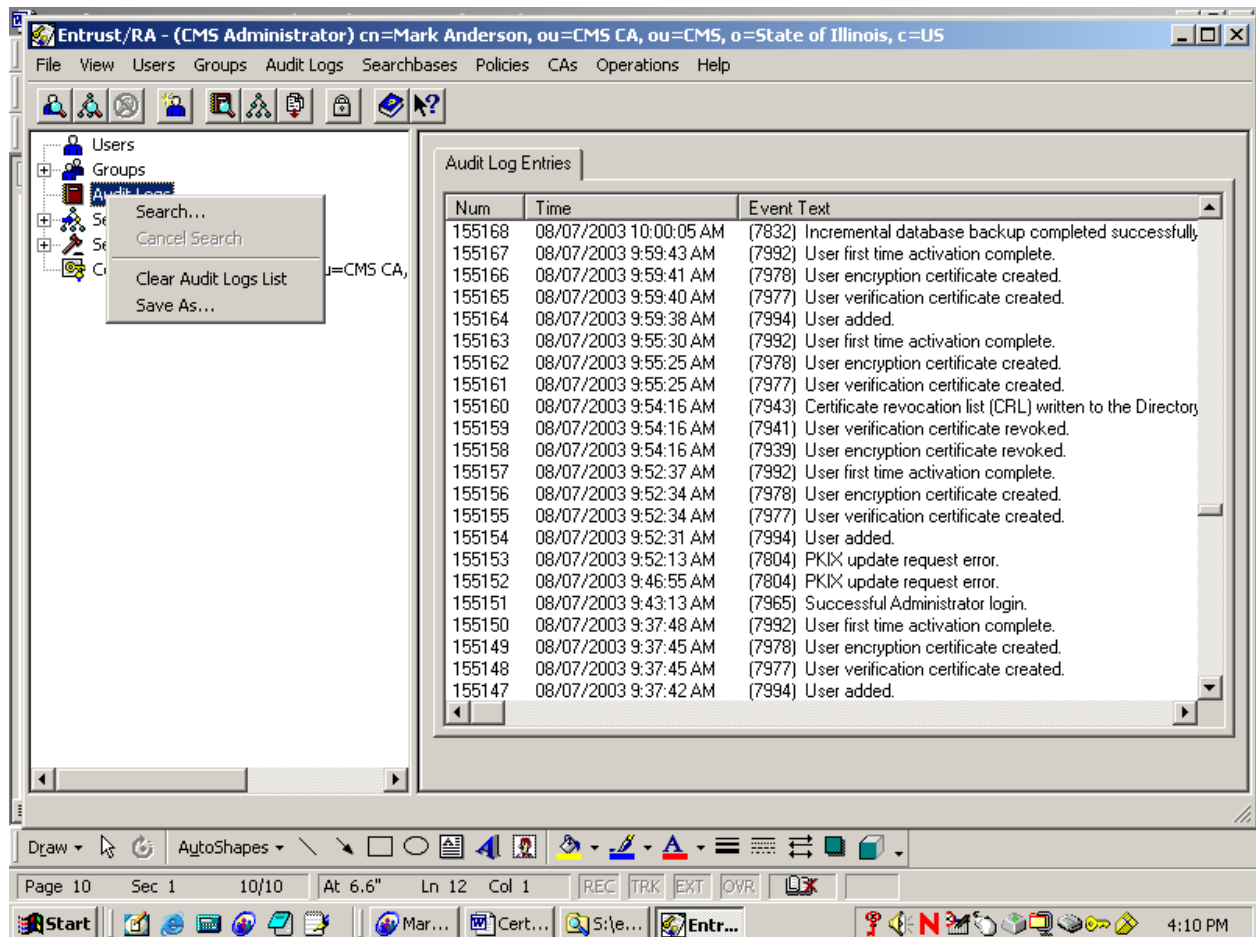 Entrust/RA - (CMS Administrator) cn=Mark Anderson, ou=CMS CA, ou=CMS, o=State of Illinois, c=US
File View Users Groups Audit Logs Searchbases Policies CAs Operations Help
Users
Groups
Audit Logs
Se
Se
C
u=CMS CA,
Search...
Cancel Search
Clear Audit Logs List
Save As...
Audit Log Entries
Num Time Event Text
155168 08/07/2003 10:00:05 AM (7832) Incremental database backup completed successfully
155167 08/07/2003 9:59:43 AM (7992) User first time activation complete.
155166 08/07/2003 9:59:41 AM (7978) User encryption certificate created.
155165 08/07/2003 9:59:40 AM (7977) User verification certificate created.
155164 08/07/2003 9:59:38 AM (7994) User added.
155163 08/07/2003 9:55:30 AM (7992) User first time activation complete.
155162 08/07/2003 9:55:25 AM (7978) User encryption certificate created.
155161 08/07/2003 9:55:25 AM (7977) User verification certificate created.
155160 08/07/2003 9:54:16 AM (7943) Certificate revocation list (CRL) written to the Directory
155159 08/07/2003 9:54:16 AM (7941) User verification certificate revoked.
155158 08/07/2003 9:54:16 AM (7939) User encryption certificate revoked.
155157 08/07/2003 9:52:37 AM (7992) User first time activation complete.
155156 08/07/2003 9:52:34 AM (7978) User encryption certificate created.
155155 08/07/2003 9:52:34 AM (7977) User verification certificate created.
155154 08/07/2003 9:52:31 AM (7994) User added.
155153 08/07/2003 9:52:13 AM (7804) PKIX update request error.
155152 08/07/2003 9:46:55 AM (7804) PKIX update request error.
155151 08/07/2003 9:43:13 AM (7965) Successful Administrator login.
155150 08/07/2003 9:37:48 AM (7992) User first time activation complete.
155149 08/07/2003 9:37:45 AM (7978) User encryption certificate created.
155148 08/07/2003 9:37:45 AM (7977) User verification certificate created.
155147 08/07/2003 9:37:42 AM (7994) User added.
Draw AutoShapes
Page 10 Sec 1 10/10 At 6.6" Ln 12 Col 1 REC TRK EXT OVR
Start Mar... Cert... S:\e... Entr... 4:10 PM